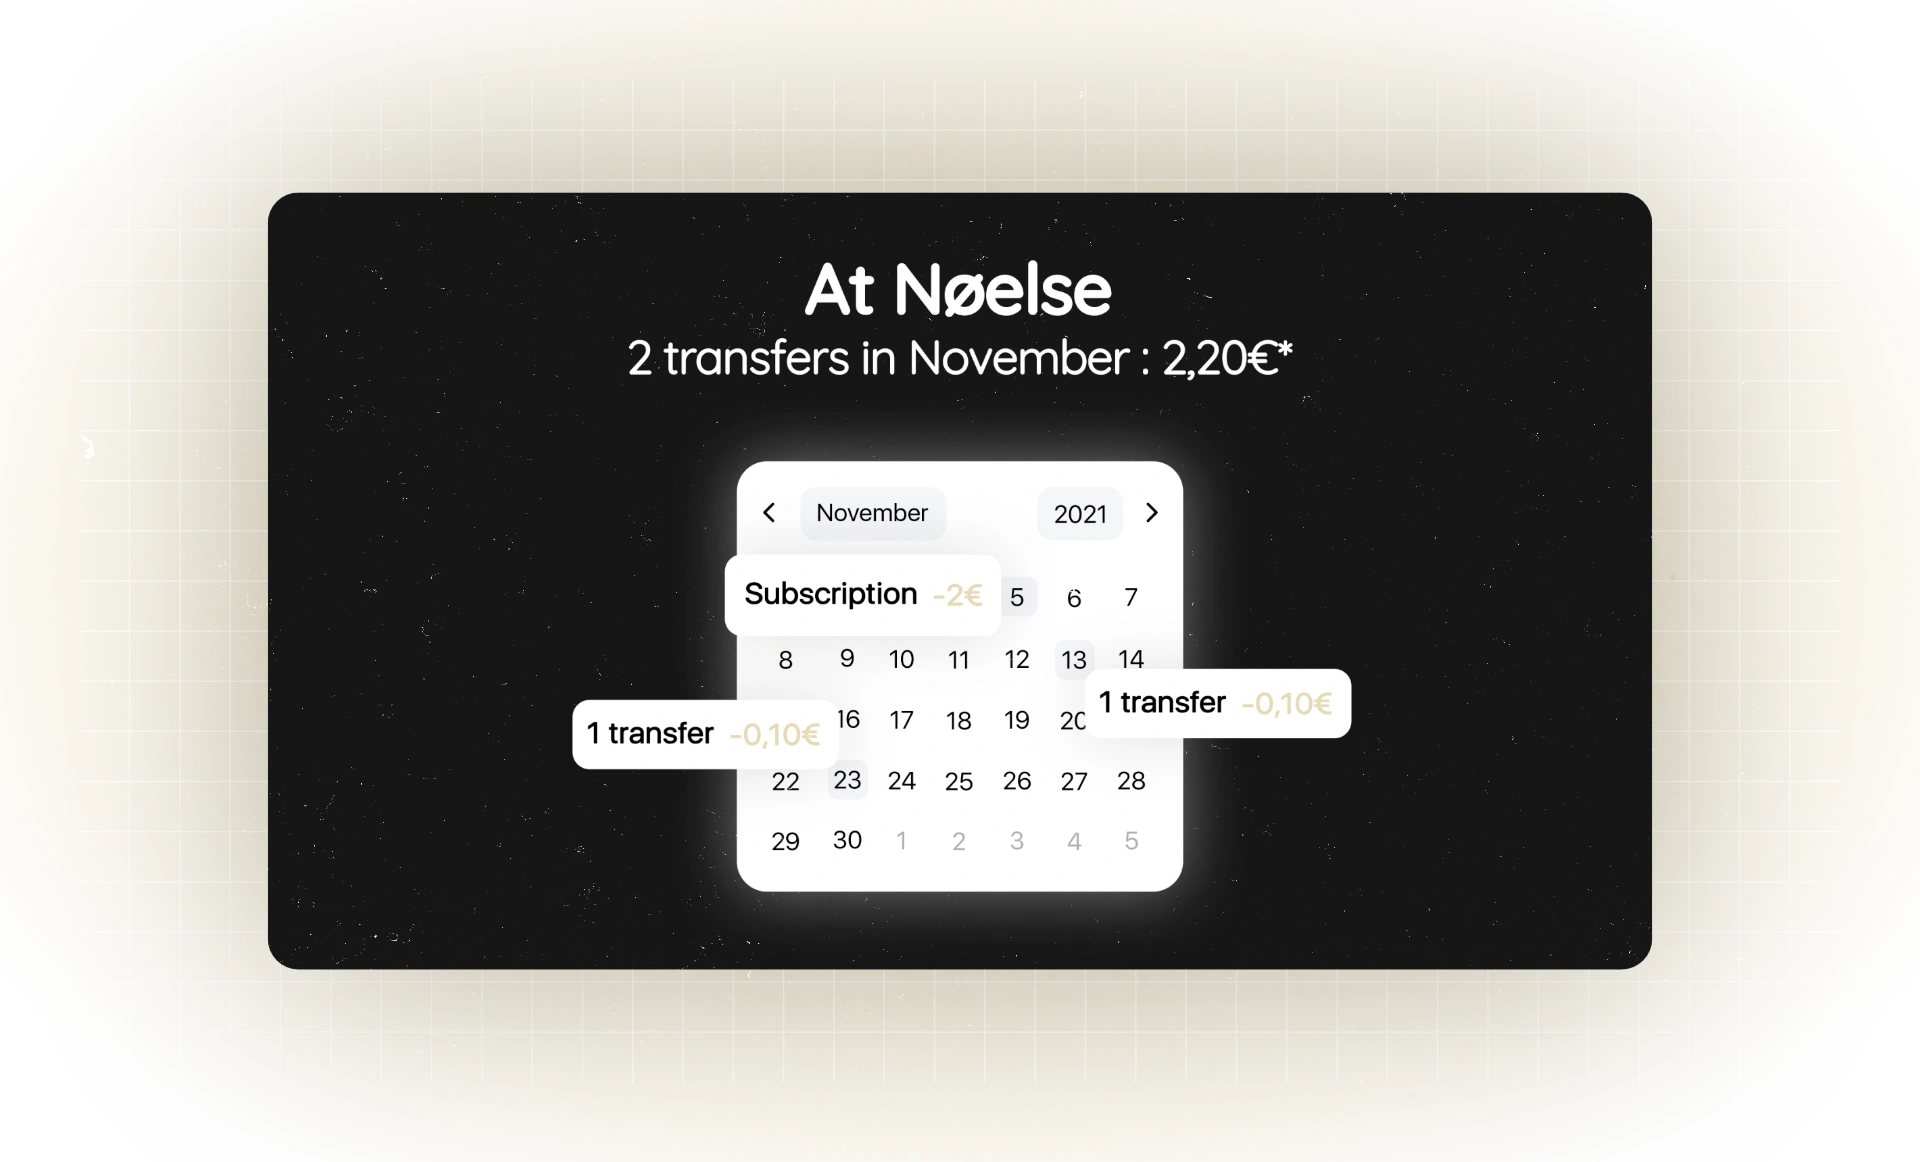 At Nøelse
2 transfers in November : 2,20€*
November 2021
Subscription -2€ 5 6 7
8 9 10 11 12 13 14
1 transfer -0,10€
1 transfer -0,10€ 16 17 18 19 20
22 23 24 25 26 27 28
29 30 1 2 3 4 5